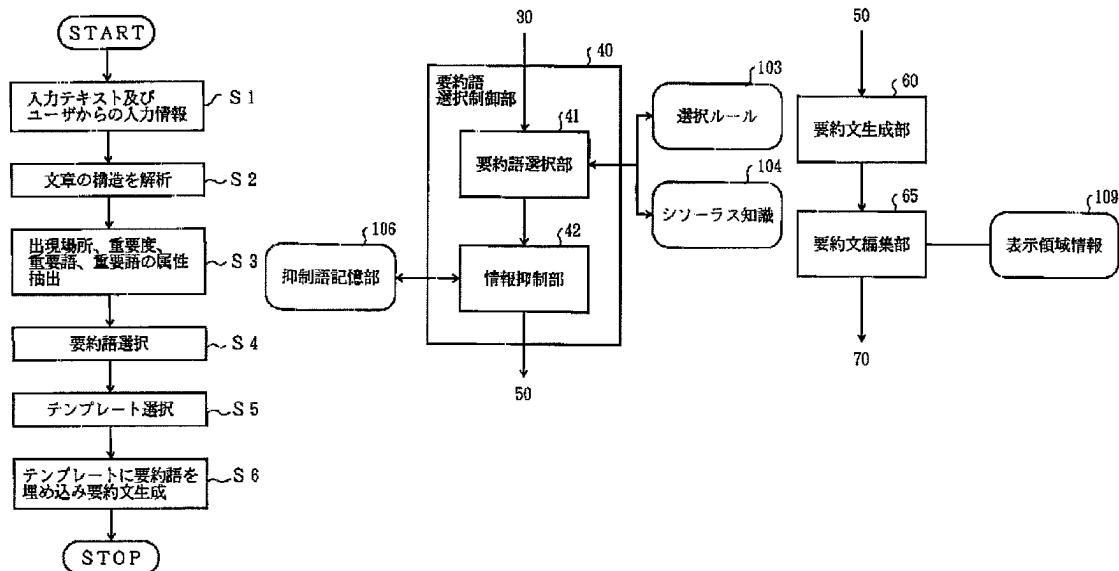 START
入力テキスト及び
ユーザからの入力情報
S1
文章の構造を解析
S2
出現場所、重要度、
重要語、重要語の属性
抽出
S3
要約語選択
S4
テンプレート選択
S5
テンプレートに要約語を
埋め込み要約文生成
S6
STOP
30
40
要約語
選択制御部
41
要約語選択部
42
情報抑制部
50
103
選択ルール
104
シソーラス知識
106
抑制語記憶部
50
60
要約文生成部
65
要約文編集部
109
表示領域情報
70